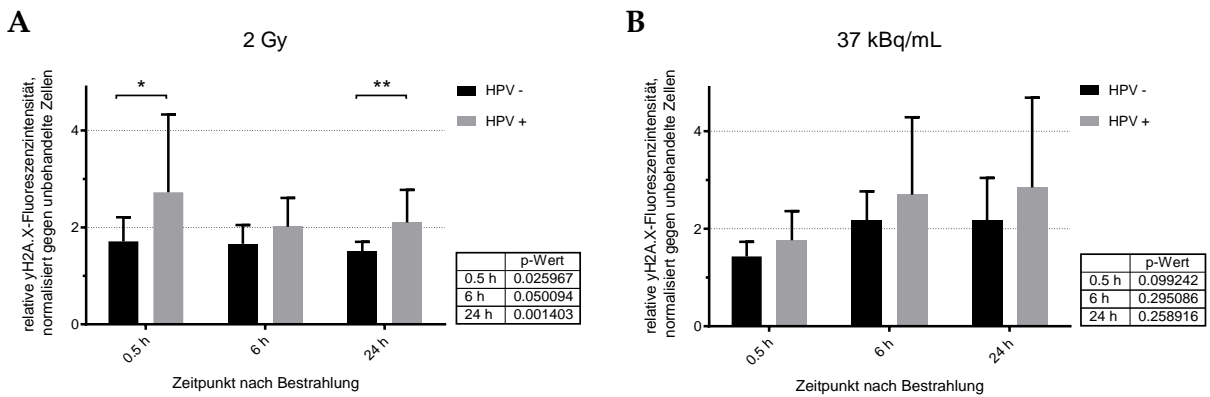 A
2 Gy
relative yH2A.X-Fluoreszenzintensität,
normalisiert gegen unbehandelte Zellen
4
2
0
*
**
HPV -
HPV +
0.5 h
6 h
24 h
Zeitpunkt nach Bestrahlung
p-Wert
0.5 h 0.025967
6 h 0.050094
24 h 0.001403
B
37 kBq/mL
relative yH2A.X-Fluoreszenzintensität,
normalisiert gegen unbehandelte Zellen
4
2
0
HPV -
HPV +
0.5 h
6 h
24 h
Zeitpunkt nach Bestrahlung
p-Wert
0.5 h 0.099242
6 h 0.295086
24 h 0.258916